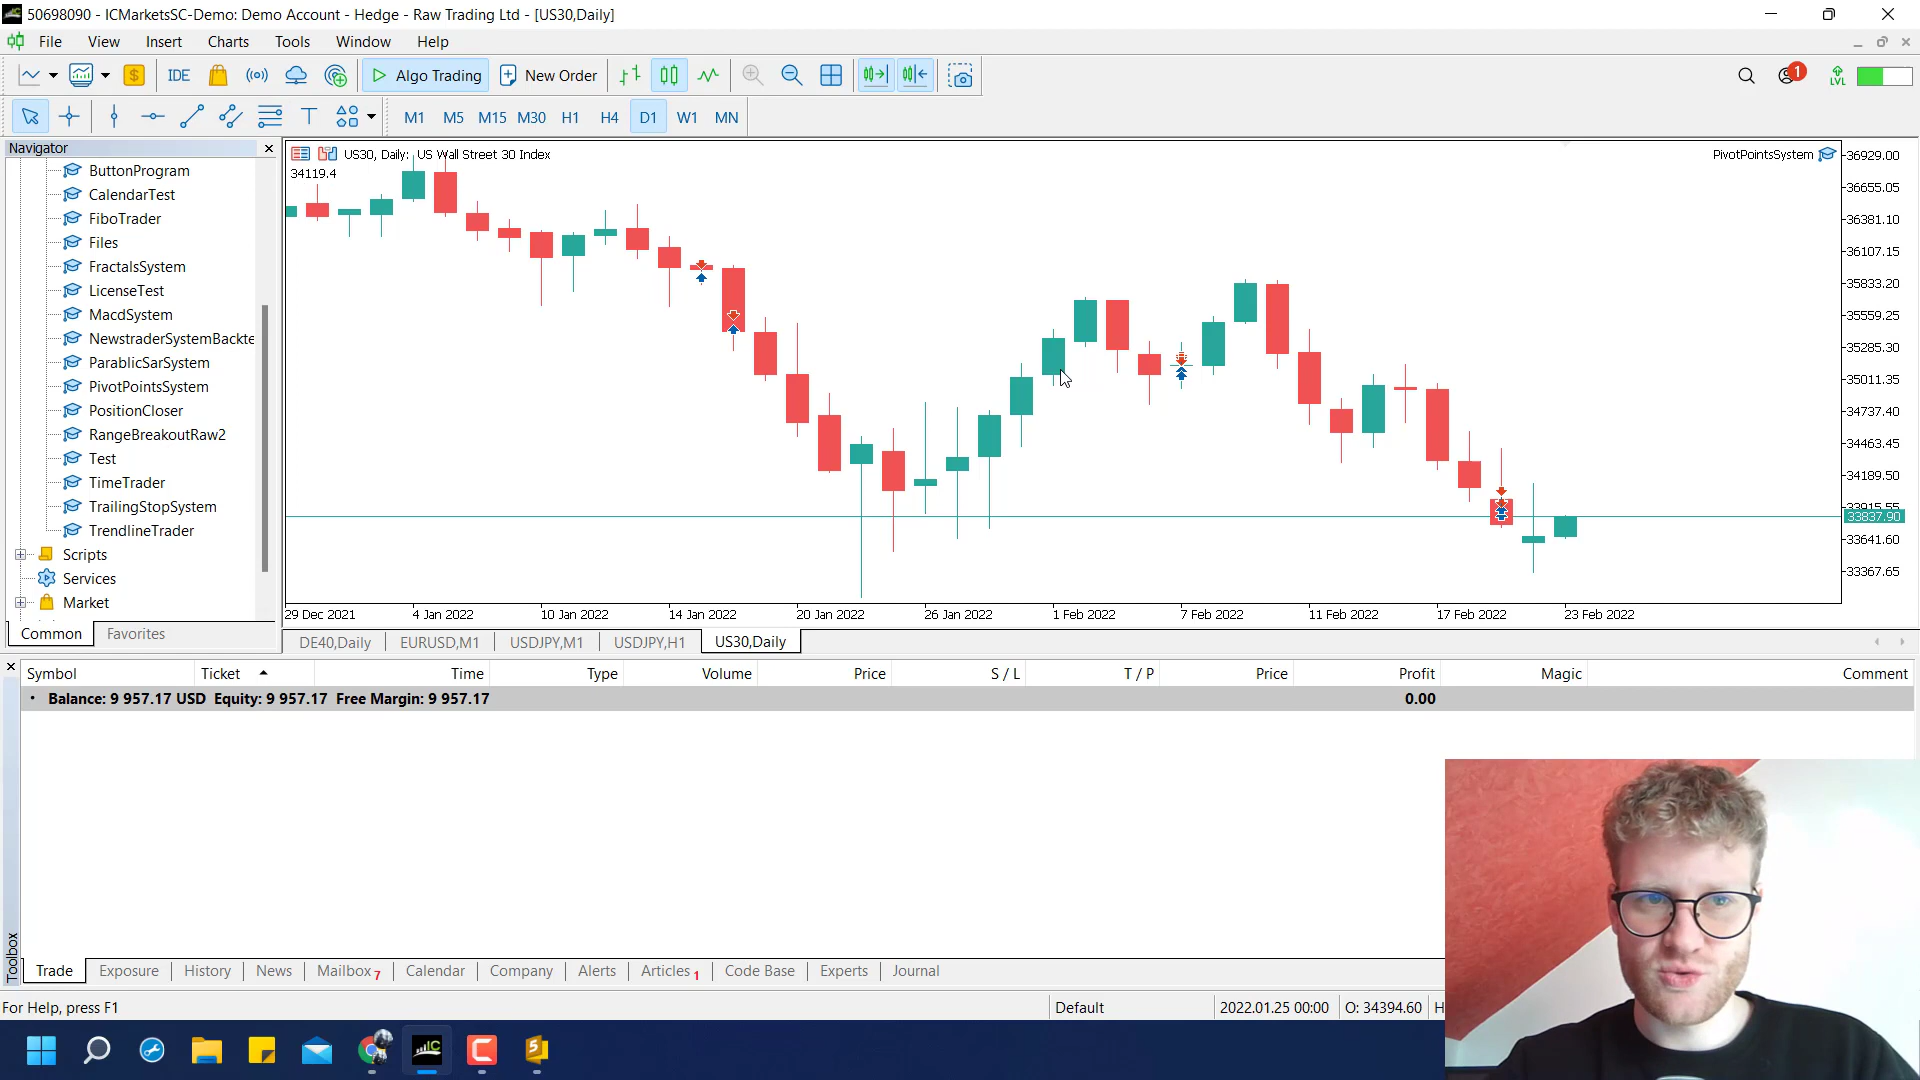 50698090 - ICMarketsSC-Demo: Demo Account - Hedge - Raw Trading Ltd - [US30,Daily]
File View Insert Charts Tools Window Help
IDE Algo Trading New Order 1 LVL
M1 M5 M15 M30 H1 H4 D1 W1 MN
Navigator
ButtonProgram
CalendarTest
FiboTrader
Files
FractalsSystem
LicenseTest
MacdSystem
NewstraderSystemBackte
ParablicSarSystem
PivotPointsSystem
PositionCloser
RangeBreakoutRaw2
Test
TimeTrader
TrailingStopSystem
TrendlineTrader
Scripts
Services
Market
Common Favorites
US30, Daily: US Wall Street 30 Index
34119.4
PivotPointsSystem
36929.00
36655.05
36381.10
36107.15
35833.20
35559.25
35285.30
35011.35
34737.40
34463.45
34199.50
33915.55
33837.90
33641.60
33367.65
29 Dec 2021 4 Jan 2022 10 Jan 2022 14 Jan 2022 20 Jan 2022 26 Jan 2022 1 Feb 2022 7 Feb 2022 11 Feb 2022 17 Feb 2022 23 Feb 2022
DE40,Daily EURUSD,M1 USDJPY,M1 USDJPY,H1 US30,Daily
Symbol Ticket Time Type Volume Price S / L T / P Price Profit Magic Comment
Balance: 9 957.17 USD Equity: 9 957.17 Free Margin: 9 957.17 0.00
Toolbox
Trade Exposure History News Mailbox 7 Calendar Company Alerts Articles 1 Code Base Experts Journal
For Help, press F1 Default 2022.01.25 00:00 O: 34394.60 H
IC C 5